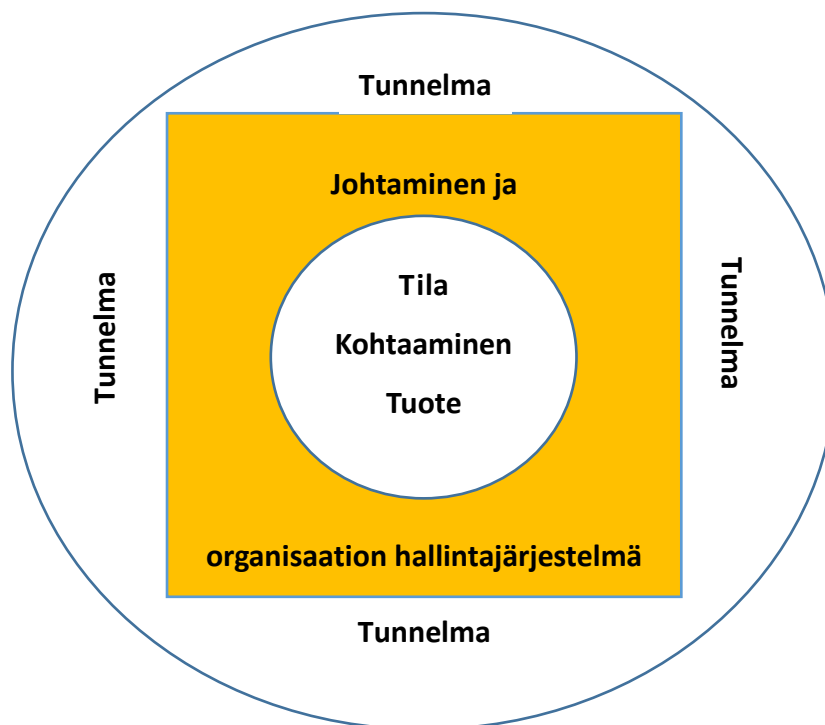 Tunnelma
Johtaminen ja
Tunnelma
Tila
Kohtaaminen
Tuote
Tunnelma
organisaation hallintajärjestelmä
Tunnelma